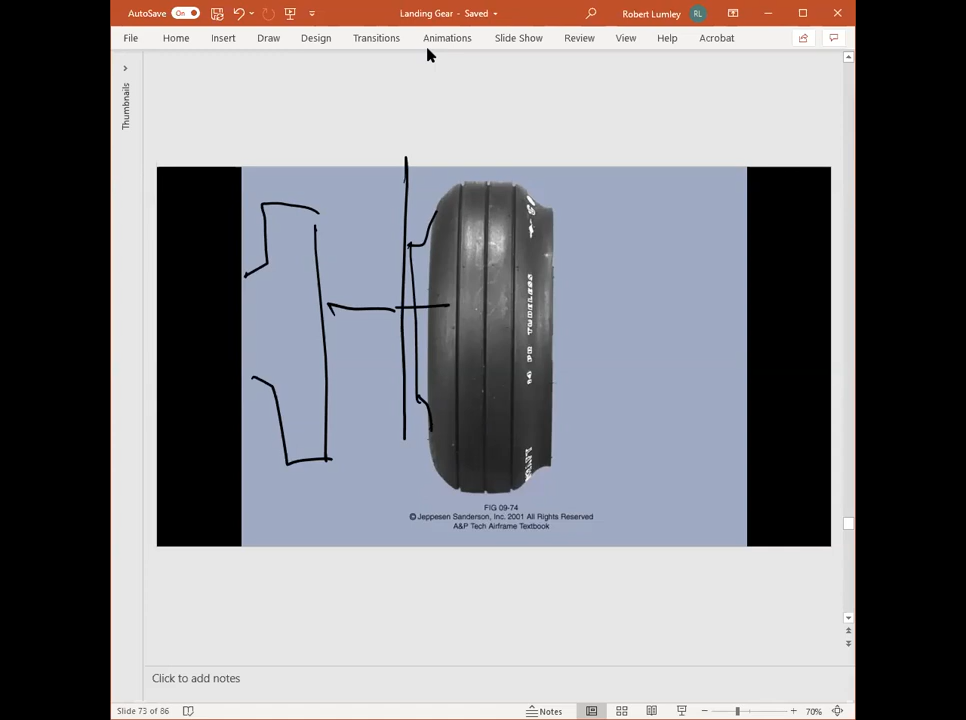 AutoSave On Landing Gear - Saved Robert Lumley RL
File Home Insert Draw Design Transitions Animations Slide Show Review View Help Acrobat
Thumbnails
TUBELESS
FIG 09-74
© Jeppesen Sanderson, Inc. 2001 All Rights Reserved
A&P Tech Airframe Textbook
Click to add notes
Slide 73 of 86 Notes 70%